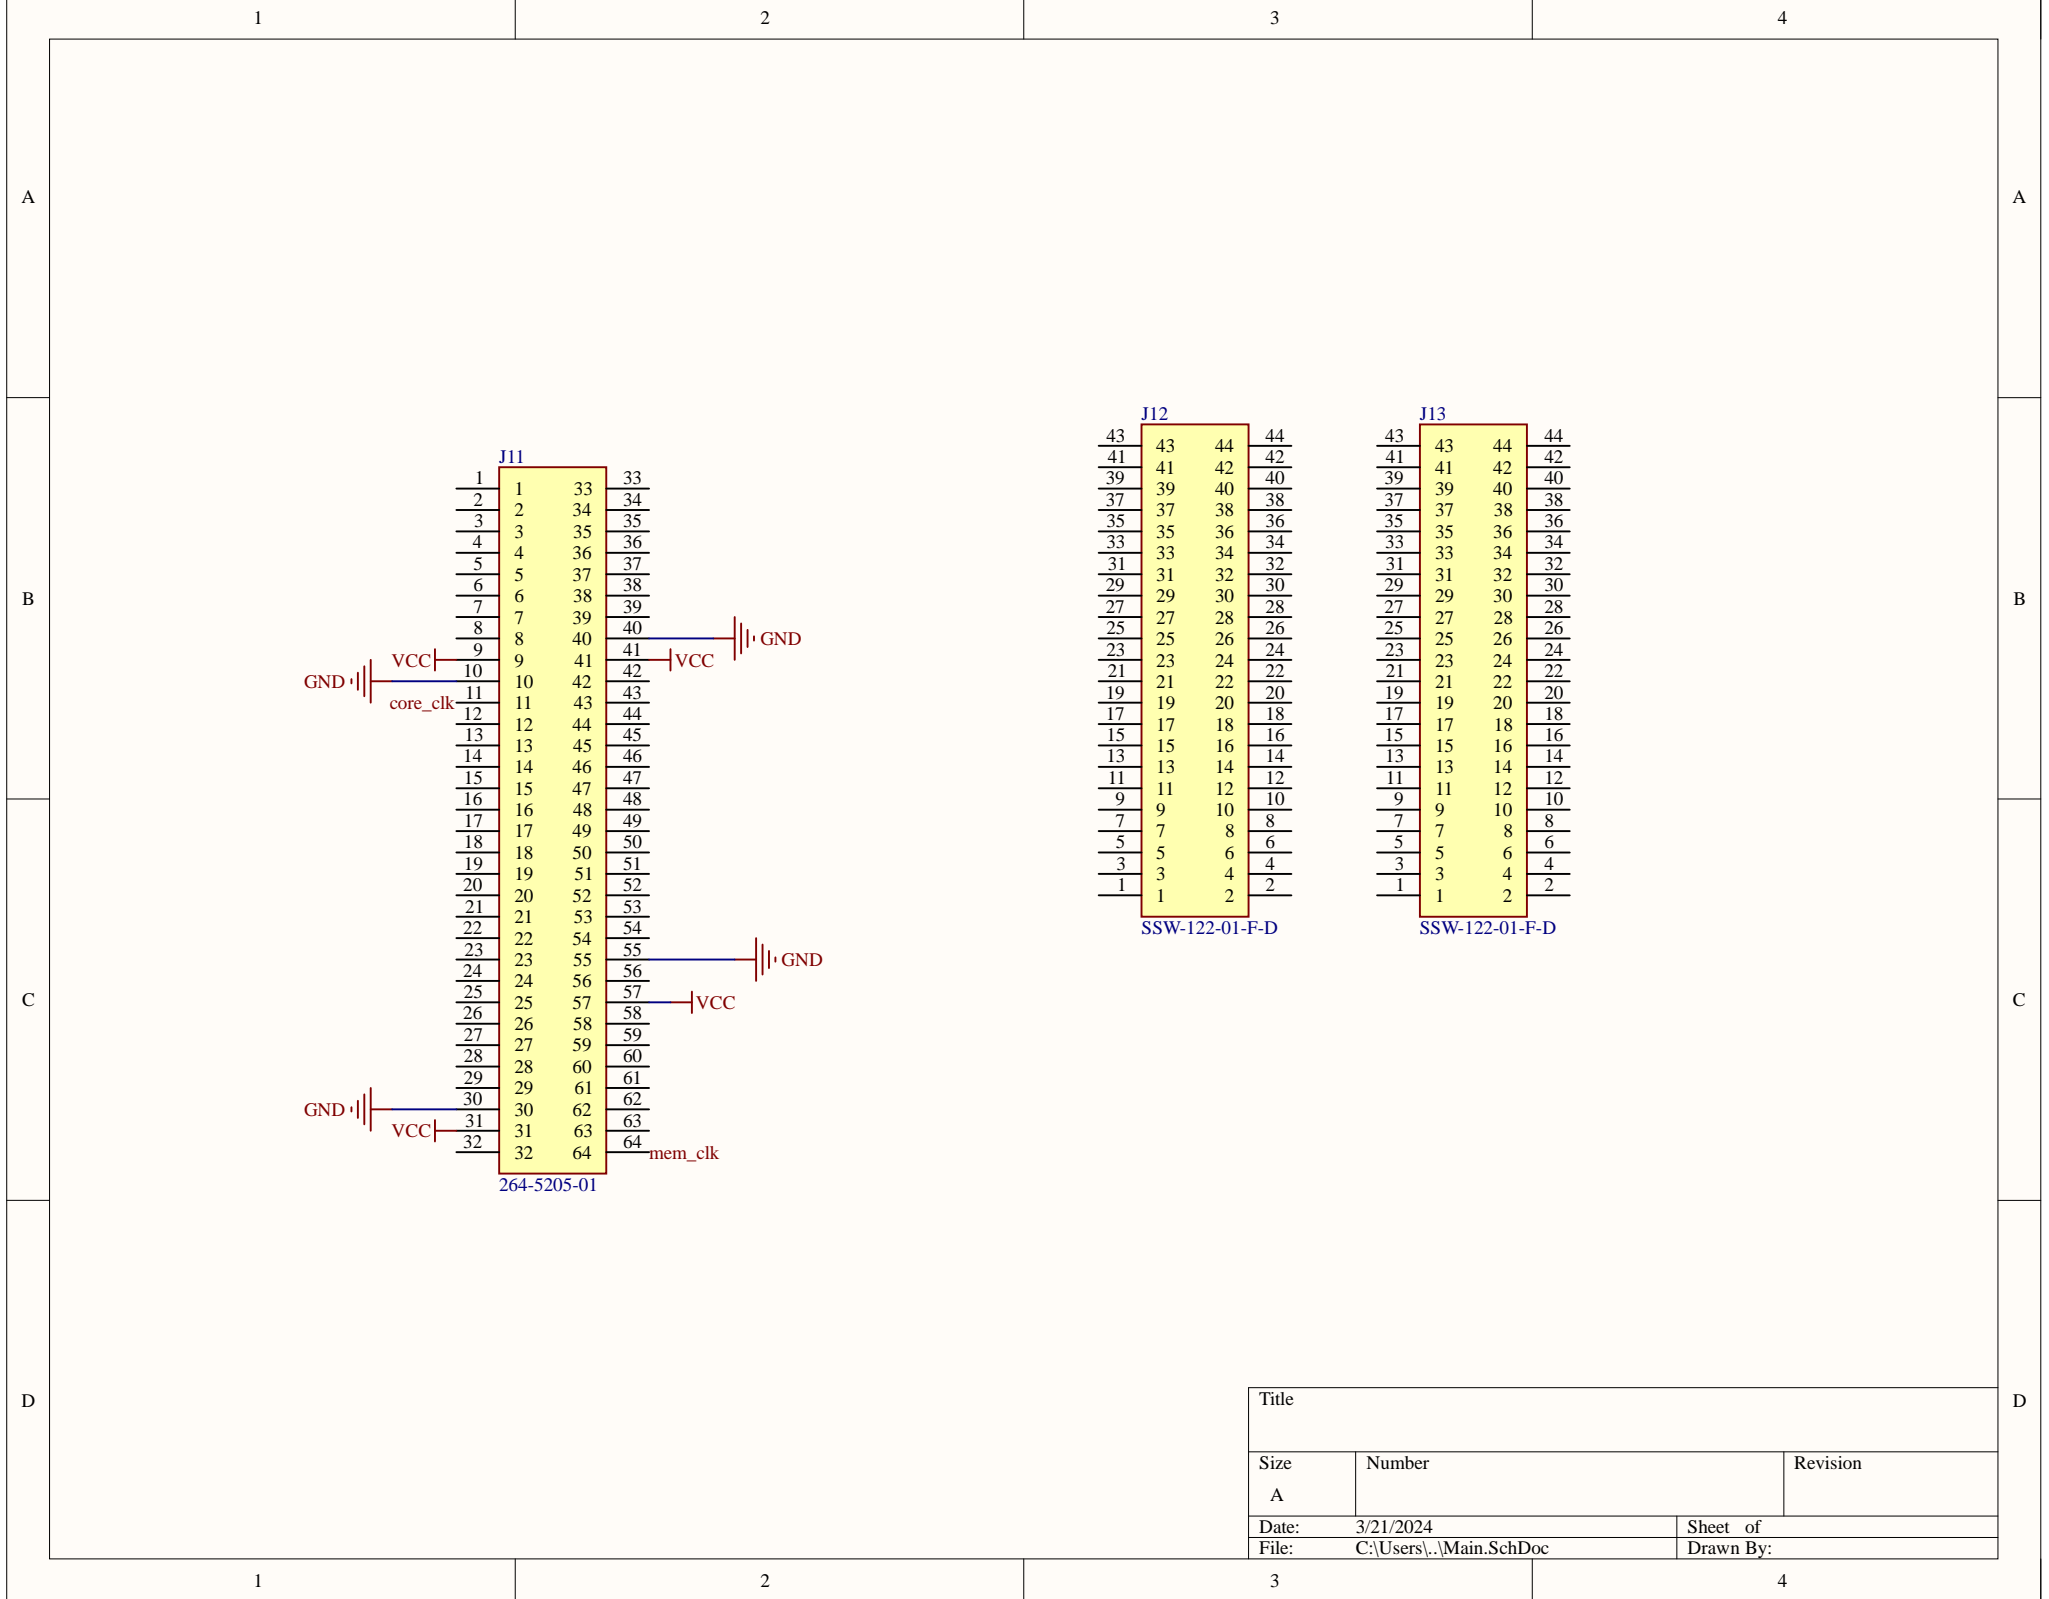 1 2 3 4
A A
J12 J13
43 43 44 44 43 43 44 44
41 41 42 42 41 41 42 42
J11
39 39 40 40 39 39 40 40
1 1 33 33
37 37 38 38 37 37 38 38
2 2 34 34
35 35 36 36 35 35 36 36
3 3 35 35
33 33 34 34 33 33 34 34
4 4 36 36
31 31 32 32 31 31 32 32
5 5 37 37
29 29 30 30 29 29 30 30
6 6 38 38
B B
27 27 28 28 27 27 28 28
7 7 39 39
25 25 26 26 25 25 26 26
8 8 40 40 GND
23 23 24 24 23 23 24 24
VCC 9 9 41 41 VCC
21 21 22 22 21 21 22 22
GND 10 10 42 42
19 19 20 20 19 19 20 20
core_clk 11 11 43 43
17 17 18 18 17 17 18 18
12 12 44 44
15 15 16 16 15 15 16 16
13 13 45 45
13 13 14 14 13 13 14 14
14 14 46 46
11 11 12 12 11 11 12 12
15 15 47 47
9 9 10 10 9 9 10 10
16 16 48 48
7 7 8 8 7 7 8 8
17 17 49 49
5 5 6 6 5 5 6 6
18 18 50 50
3 3 4 4 3 3 4 4
19 19 51 51
1 1 2 2 1 1 2 2
20 20 52 52
SSW-122-01-F-D SSW-122-01-F-D
21 21 53 53
22 22 54 54
23 23 55 55 GND
24 24 56 56
C C
25 25 57 57 VCC
26 26 58 58
27 27 59 59
28 28 60 60
29 29 61 61
GND 30 30 62 62
VCC 31 31 63 63
32 32 64 64 mem_clk
264-5205-01
D D
Title
Size Number Revision
A
Date: 3/21/2024 Sheet of
File: C:\Users\..\Main.SchDoc Drawn By:
1 2 3 4